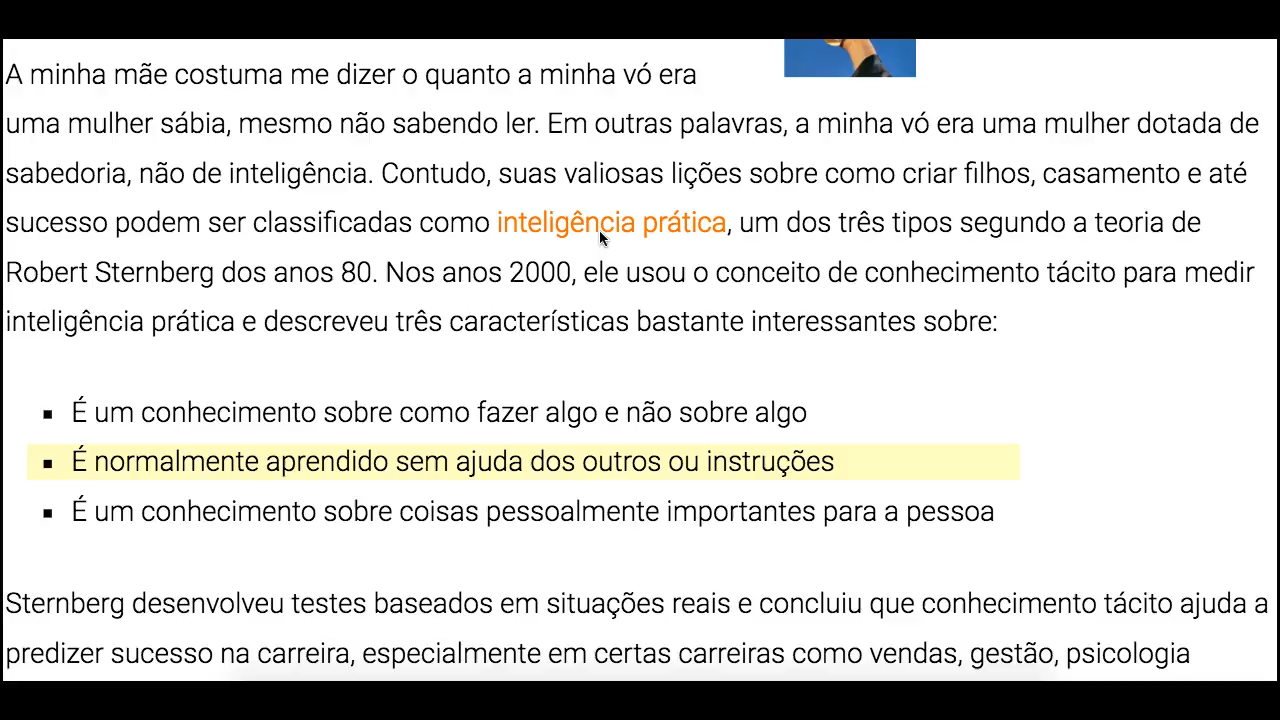 A minha mãe costuma me dizer o quanto a minha vó era
uma mulher sábia, mesmo não sabendo ler. Em outras palavras, a minha vó era uma mulher dotada de
sabedoria, não de inteligência. Contudo, suas valiosas lições sobre como criar filhos, casamento e até
sucesso podem ser classificadas como inteligência prática, um dos três tipos segundo a teoria de
Robert Sternberg dos anos 80. Nos anos 2000, ele usou o conceito de conhecimento tácito para medir
inteligência prática e descreveu três características bastante interessantes sobre:
▪ É um conhecimento sobre como fazer algo e não sobre algo
▪ É normalmente aprendido sem ajuda dos outros ou instruções
▪ É um conhecimento sobre coisas pessoalmente importantes para a pessoa
Sternberg desenvolveu testes baseados em situações reais e concluiu que conhecimento tácito ajuda a
predizer sucesso na carreira, especialmente em certas carreiras como vendas, gestão, psicologia